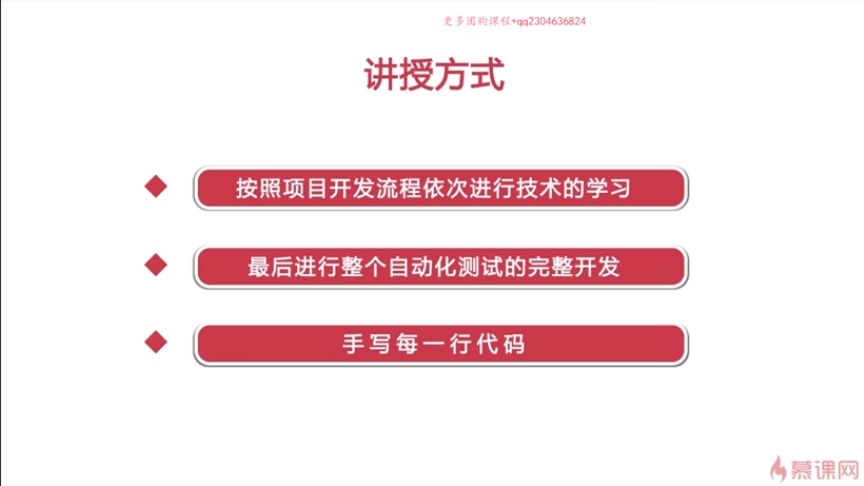 更多团购课程+qq2304636824
讲授方式
按照项目开发流程依次进行技术的学习
最后进行整个自动化测试的完整开发
手写每一行代码
慕课网